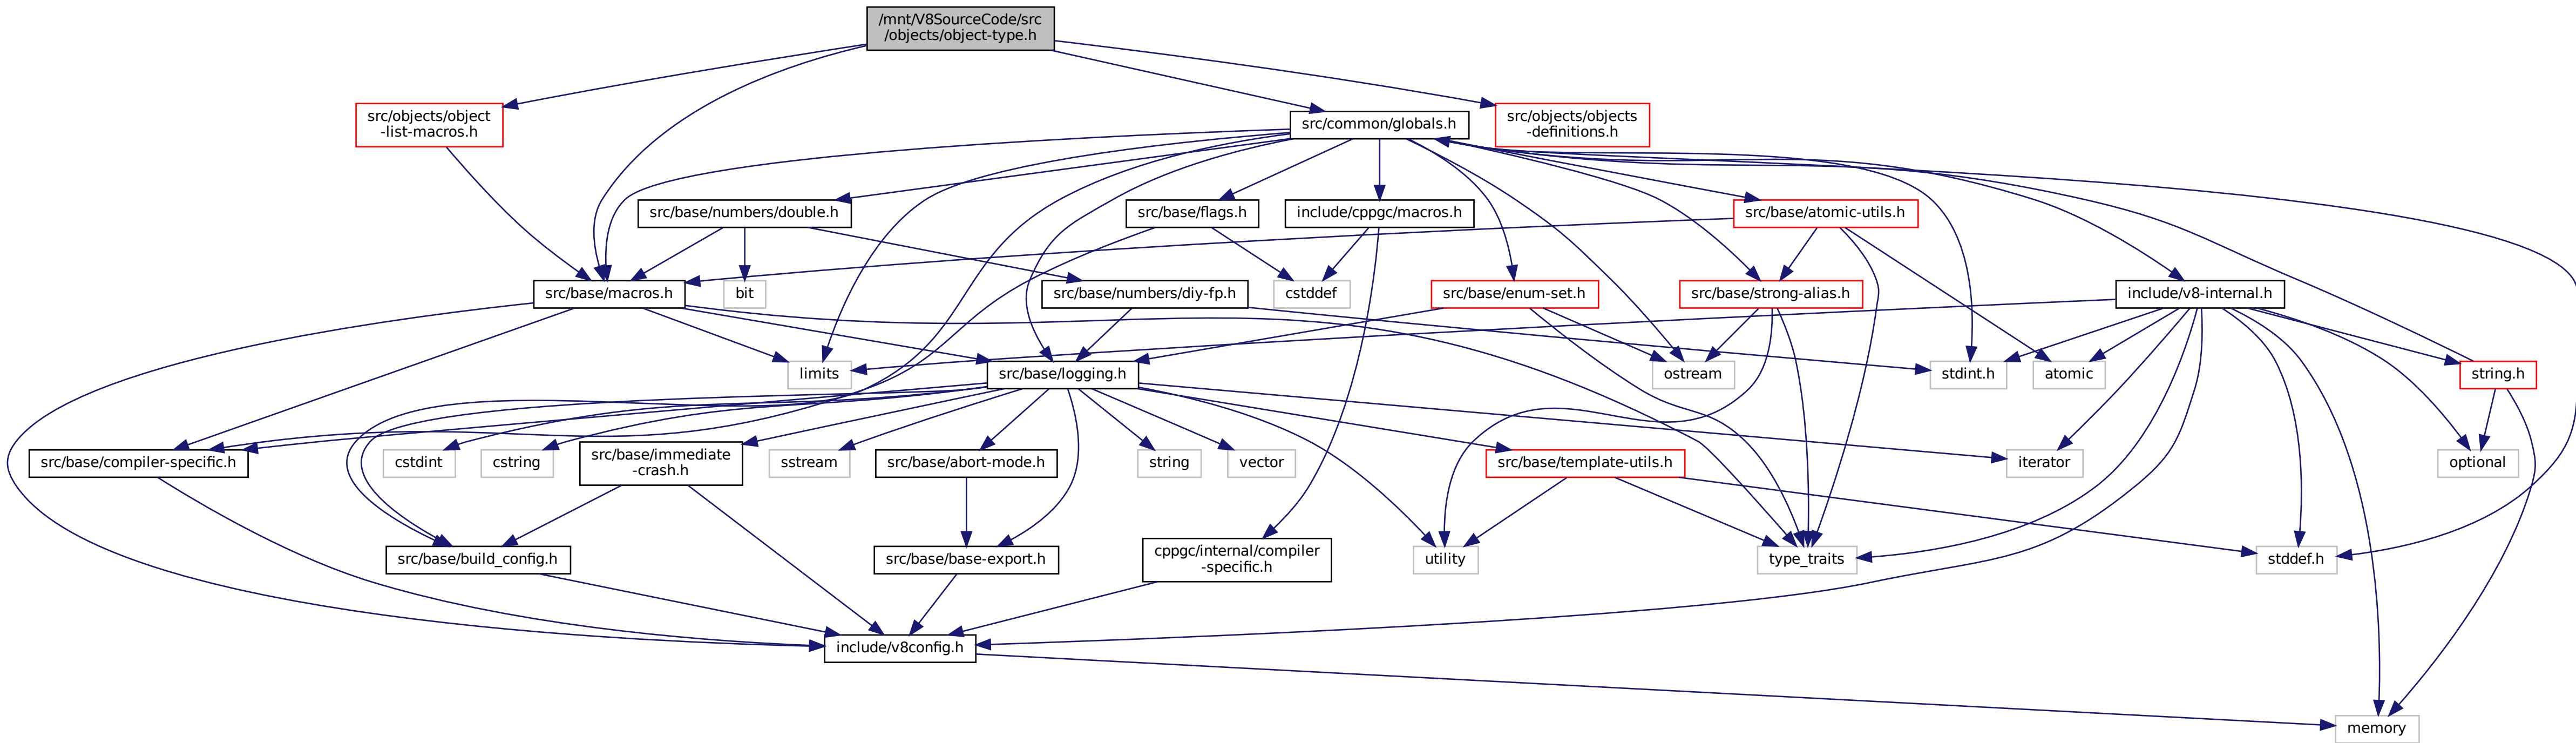 /mnt/V8SourceCode/src
/objects/object-type.h
src/objects/object
-list-macros.h
src/common/globals.h
src/objects/objects
-definitions.h
src/base/numbers/double.h
src/base/flags.h
include/cppgc/macros.h
src/base/atomic-utils.h
src/base/macros.h
bit
src/base/numbers/diy-fp.h
cstddef
src/base/enum-set.h
src/base/strong-alias.h
include/v8-internal.h
limits
src/base/logging.h
ostream
stdint.h
atomic
string.h
src/base/compiler-specific.h
cstdint
cstring
src/base/immediate
-crash.h
sstream
src/base/abort-mode.h
string
vector
src/base/template-utils.h
iterator
optional
src/base/build_config.h
src/base/base-export.h
cppgc/internal/compiler
-specific.h
utility
type_traits
stddef.h
include/v8config.h
memory